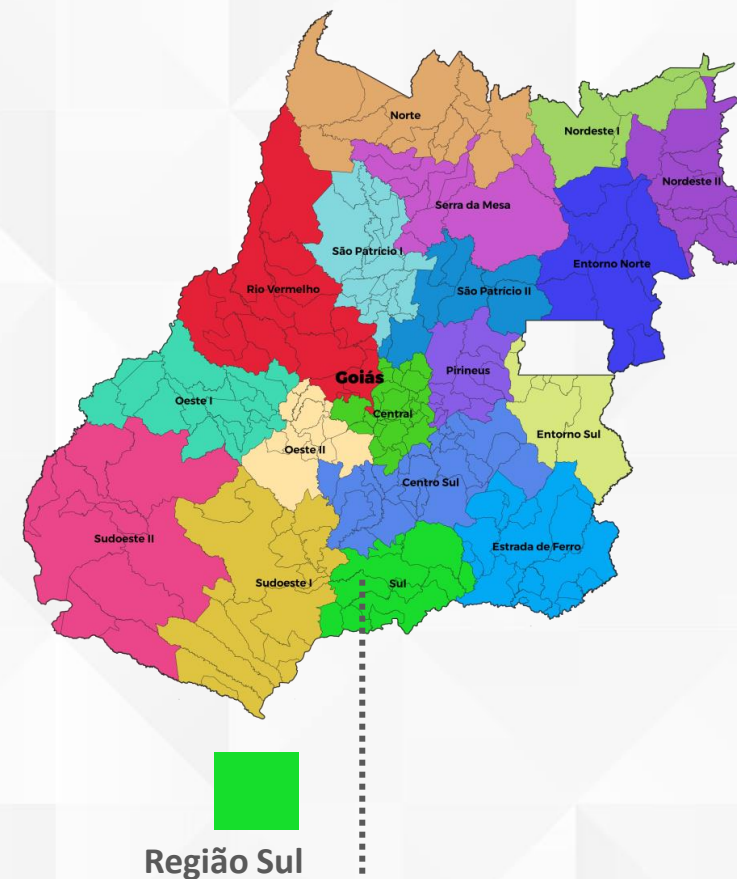 Norte
Nordeste I
Nordeste II
Serra da Mesa
São Patrício I
Entorno Norte
Rio Vermelho
São Patrício II
Pirineus
Goiás
Oeste I
Central
Entorno Sul
Oeste II
Centro Sul
Sudoeste II
Estrada de Ferro
Sudoeste I
Sul
Região Sul